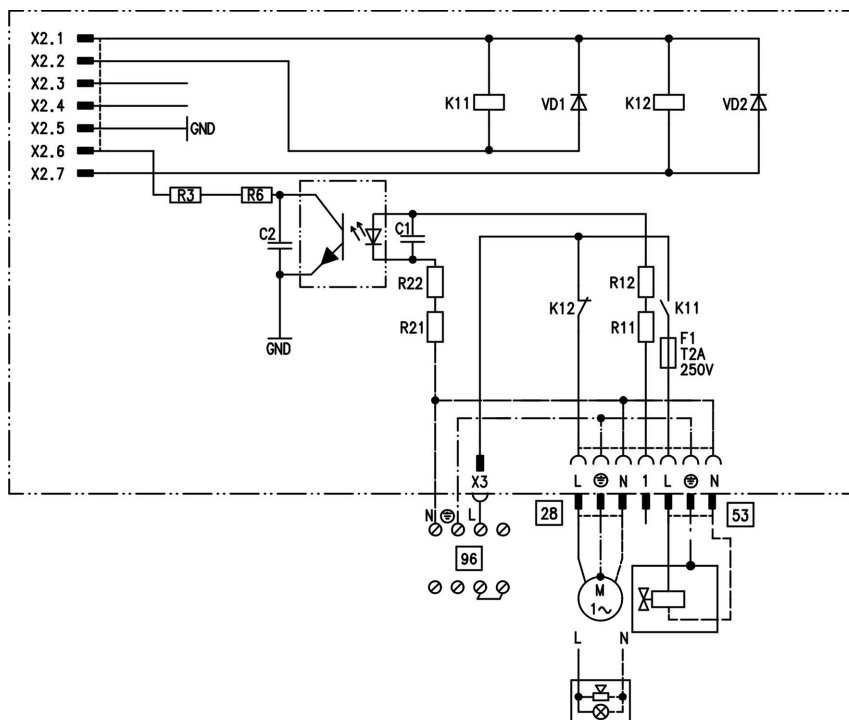 X2.1
X2.2
X2.3
X2.4
X2.5 GND
X2.6
X2.7
K11 VD1 K12 VD2
R3 R6
C2 C1
R22 R12
K12 K11
R21 R11
F1
T2A
250V
GND
X3 L N 1 L N
N L 28 53
96
M
1~
L N